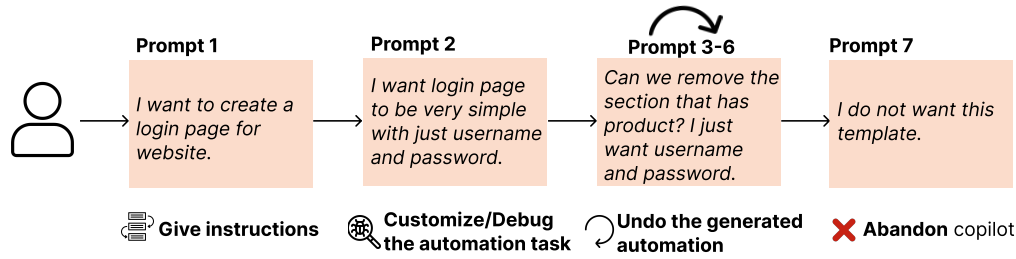 Prompt 1
I want to create a
login page for
website.
Give instructions
Prompt 2
I want login page
to be very simple
with just username
and password.
Customize/Debug
the automation task
Prompt 3-6
Can we remove the
section that has
product? I just
want username
and password.
Undo the generated
automation
Prompt 7
I do not want this
template.
Abandon copilot